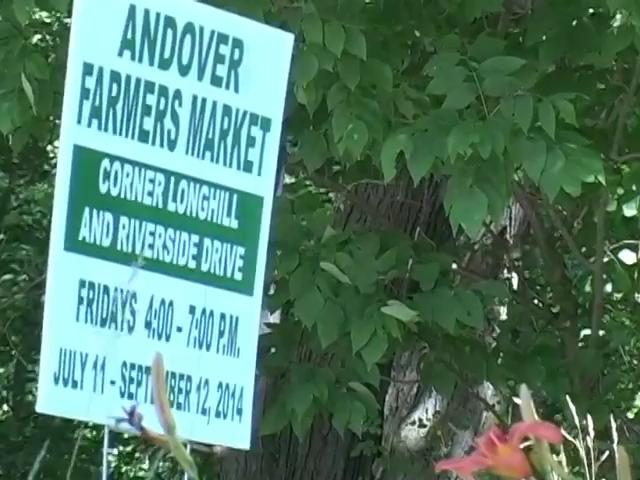 ANDOVER
FARMERS MARKET
CORNER LONGHILL
AND RIVERSIDE DRIVE
FRIDAYS 4:00 - 7:00 P.M.
JULY 11 - SEPTEMBER 12, 2014